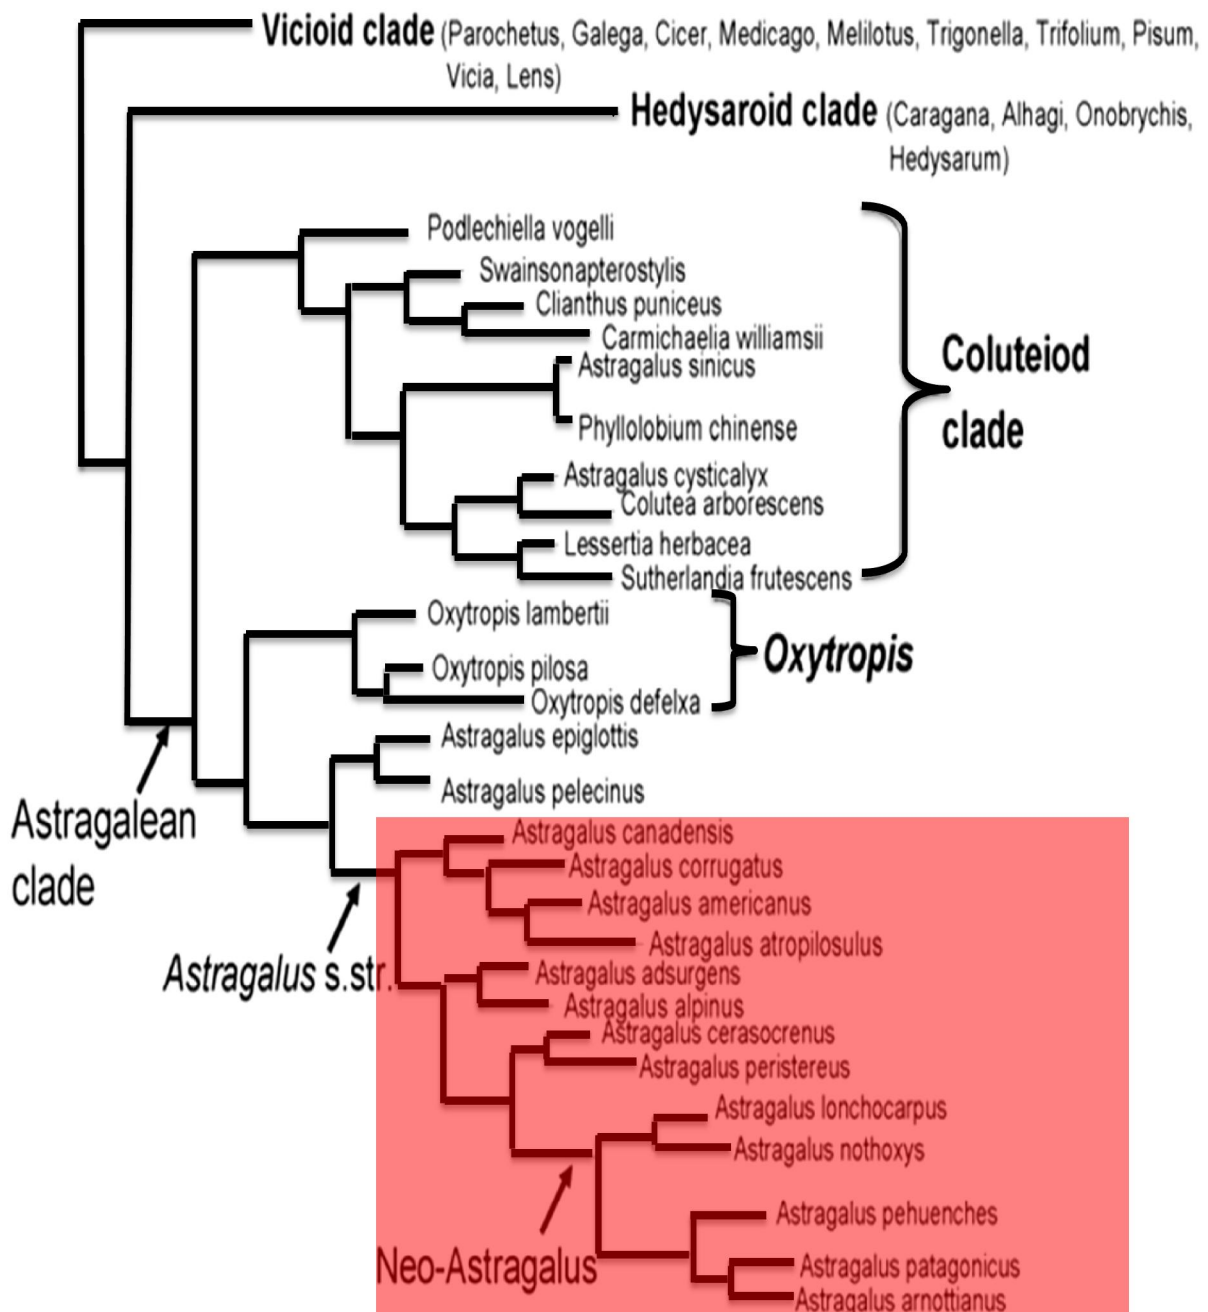 Vicioid clade (Parochetus, Galega, Cicer, Medicago, Melilotus, Trigonella, Trifolium, Pisum,
Vicia, Lens)
Hedysaroid clade (Caragana, Alhagi, Onobrychis,
Hedysarum)
Podlechiella vogelli
Swainsonapterostylis
Clianthus puniceus
Carmichaelia williamsii
Astragalus sinicus
Phyllolobium chinense
Astragalus cysticalyx
Colutea arborescens
Lessertia herbacea
Sutherlandia frutescens
Coluteiod
clade
Oxytropis lambertii
Oxytropis pilosa
Oxytropis defelxa
Oxytropis
Astragalus epiglottis
Astragalus pelecinus
Astragalean
clade
Astragalus s.str.
Astragalus canadensis
Astragalus corrugatus
Astragalus americanus
Astragalus atropilosulus
Astragalus adsurgens
Astragalus alpinus
Astragalus cerasocrenus
Astragalus peristereus
Astragalus lonchocarpus
Astragalus nothoxys
Neo-Astragalus
Astragalus pehuenches
Astragalus patagonicus
Astragalus arnottianus